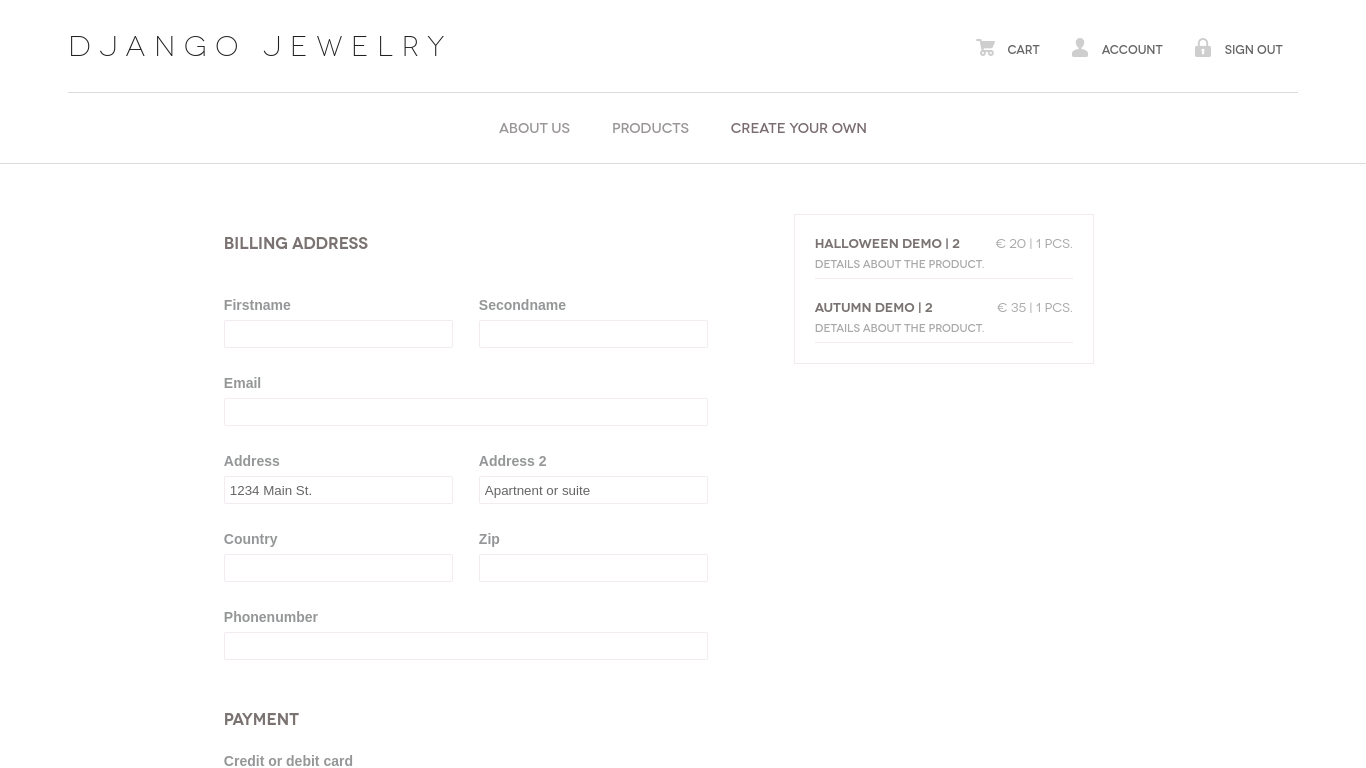 DJANGO JEWELRY
CART
ACCOUNT
SIGN OUT
ABOUT US
PRODUCTS
CREATE YOUR OWN
BILLING ADDRESS
Firstname
Secondname
Email
Address
Address 2
1234 Main St.
Apartnent or suite
Country
Zip
Phonenumber
PAYMENT
Credit or debit card
HALLOWEEN DEMO | 2 € 20 | 1 PCS.
DETAILS ABOUT THE PRODUCT.
AUTUMN DEMO | 2 € 35 | 1 PCS.
DETAILS ABOUT THE PRODUCT.